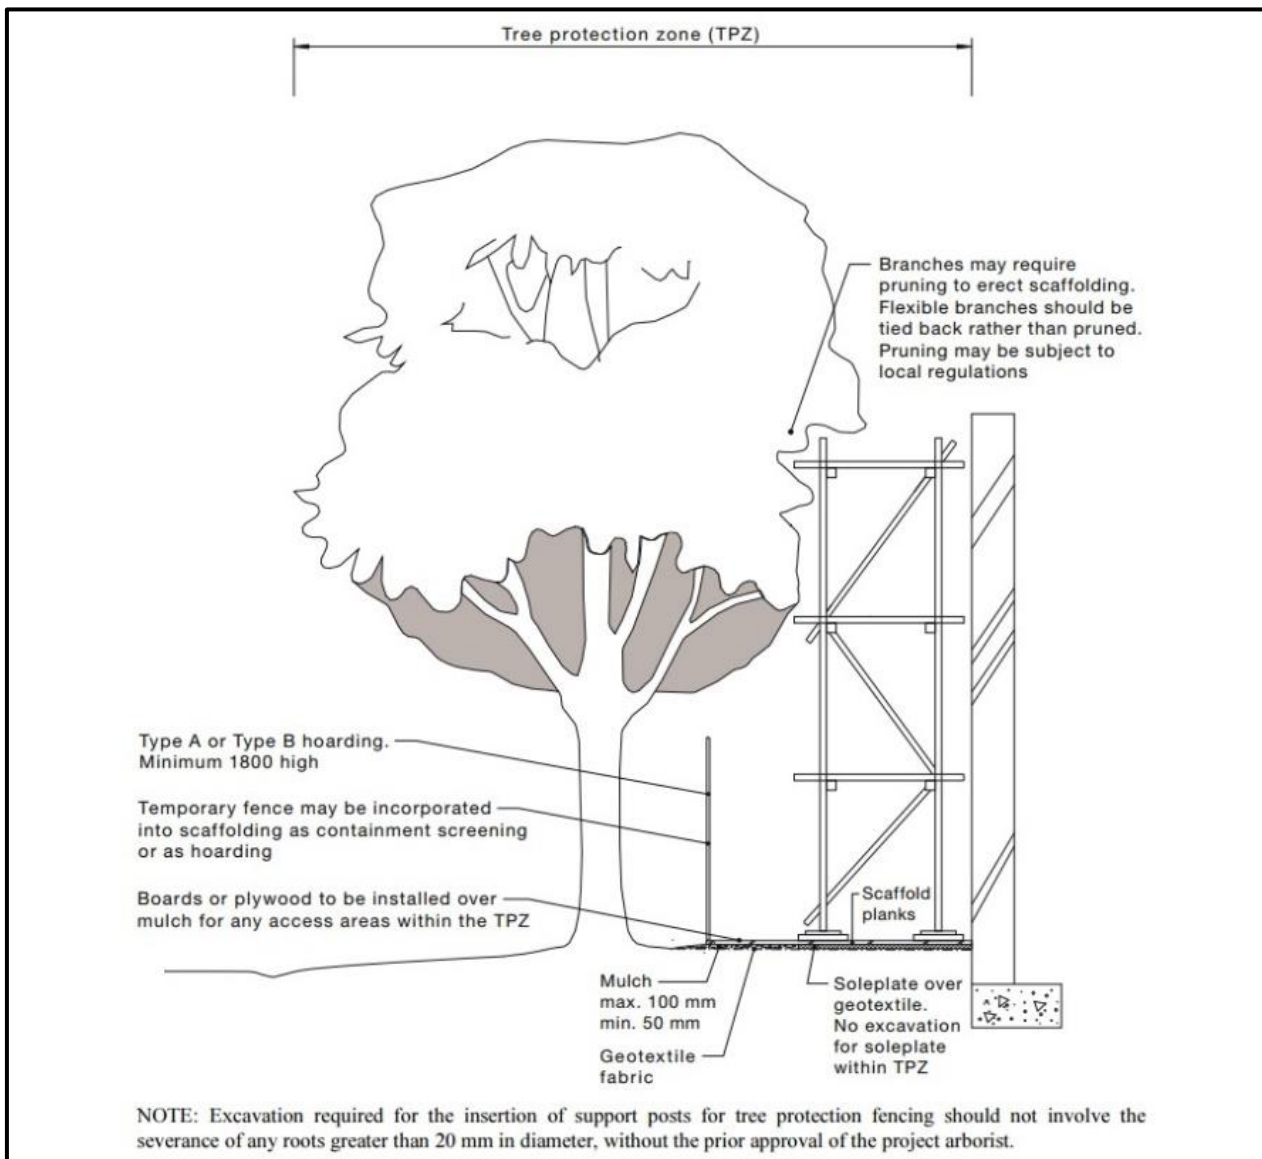 Tree protection zone (TPZ)
Branches may require
pruning to erect scaffolding.
Flexible branches should be
tied back rather than pruned.
Pruning may be subject to
local regulations
Type A or Type B hoarding.
Minimum 1800 high
Temporary fence may be incorporated
into scaffolding as containment screening
or as hoarding
Boards or plywood to be installed over
mulch for any access areas within the TPZ
Scaffold
planks
Mulch
max. 100 mm
min. 50 mm
Geotextile
fabric
Soleplate over
geotextile.
No excavation
for soleplate
within TPZ
NOTE: Excavation required for the insertion of support posts for tree protection fencing should not involve the
severance of any roots greater than 20 mm in diameter, without the prior approval of the project arborist.